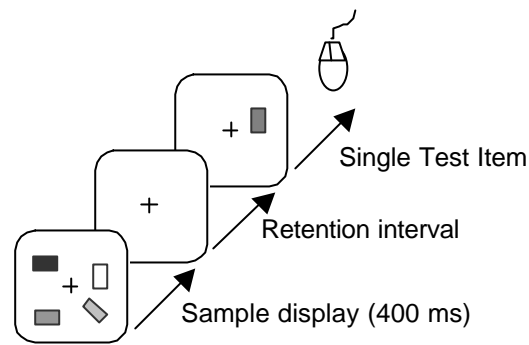 Single Test Item
Retention interval
Sample display (400 ms)